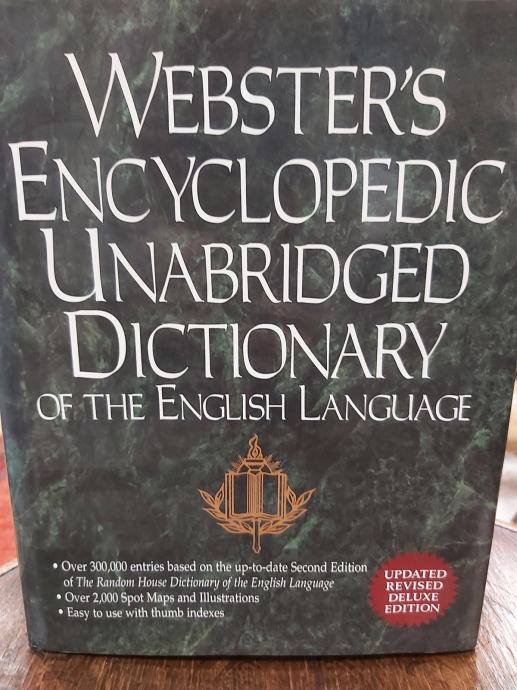 WEBSTER'S
ENCYCLOPEDIC
UNABRIDGED
DICTIONARY
OF THE ENGLISH LANGUAGE
• Over 300,000 entries based on the up-to-date Second Edition
of The Random House Dictionary of the English Language
• Over 2,000 Spot Maps and Illustrations
• Easy to use with thumb indexes
UPDATED
REVISED
DELUXE
EDITION